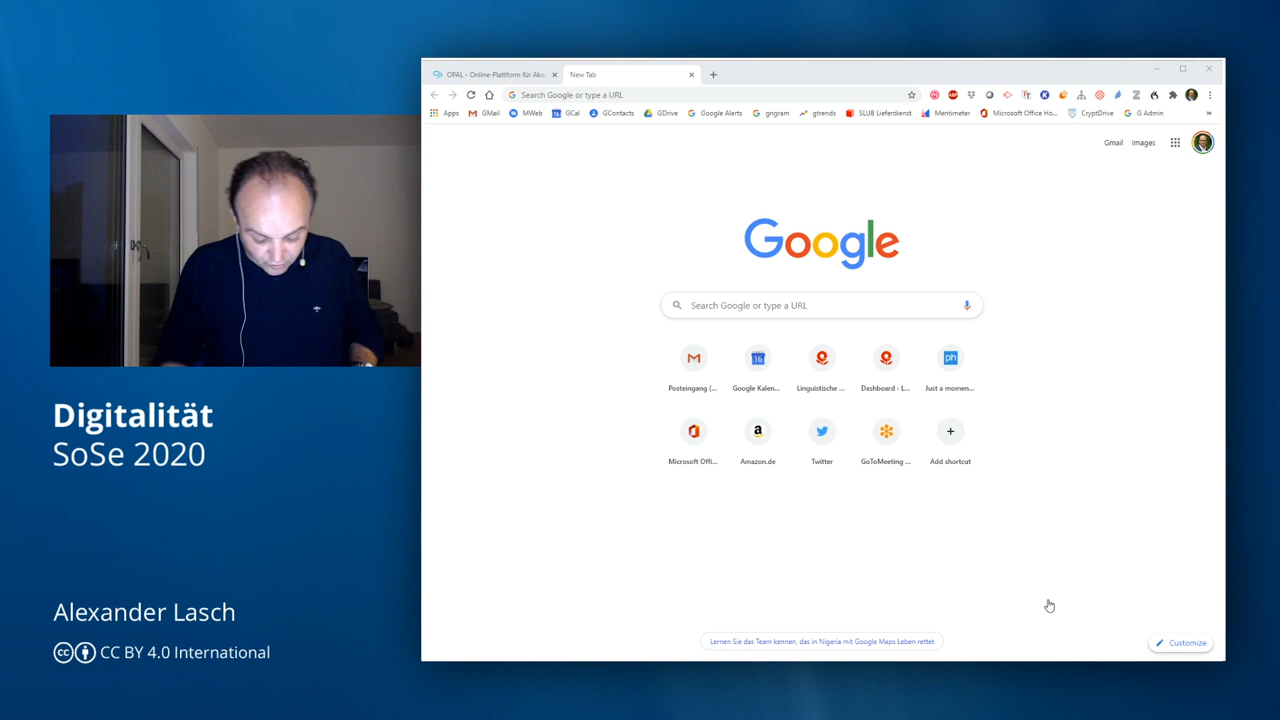 OPAL - Online-Plattform für Aka
New Tab
Search Google or type a URL
Apps GMail MWeb GCal GContacts GDrive Google Alerts gngram gtrends SLUB Lieferdienst Mentimeter Microsoft Office Ho... CryptDrive G Admin »
Gmail Images
Google
Search Google or type a URL
16
ph
Posteingang (... Google Kalen... Linguistische ... Dashboard - L... Just a momen...
Microsoft Offi... Amazon.de Twitter GoToMeeting ... Add shortcut
Lernen Sie das Team kennen, das in Nigeria mit Google Maps Leben rettet
Customize
Digitalität
SoSe 2020
Alexander Lasch
CC BY 4.0 International